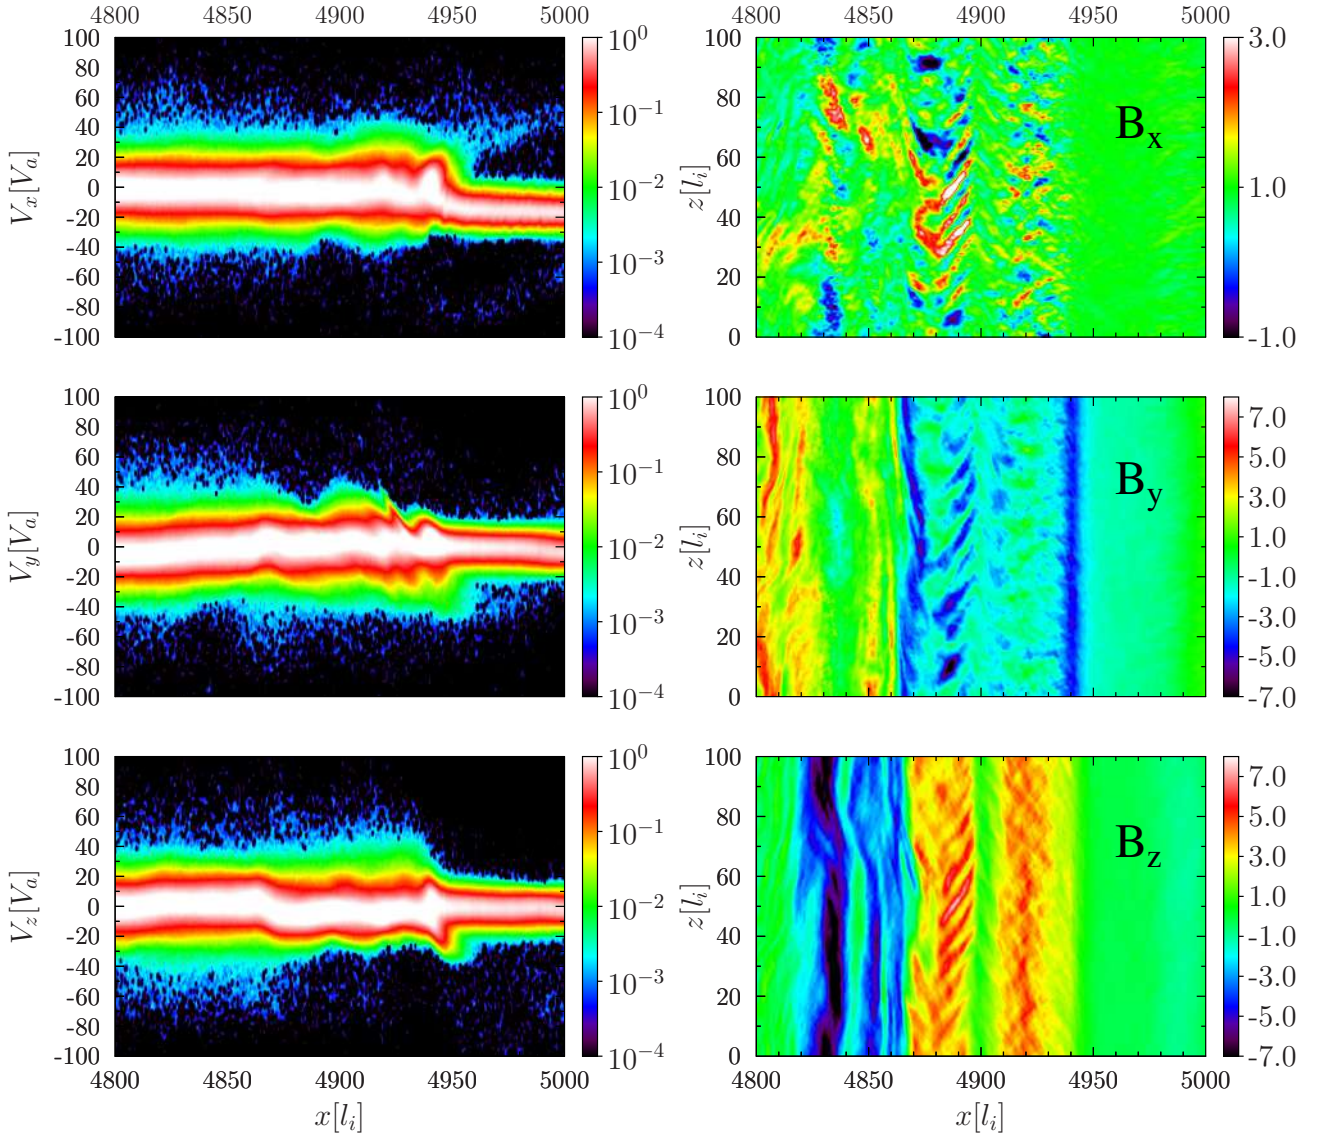 4800 4850 4900 4950 5000 4800 4850 4900 4950 5000
100 80 60 40 20 0 -20 -40 -60 -80 -100
V_x[V_a]
10^0 10^{-1} 10^{-2} 10^{-3} 10^{-4}
100 80 60 40 20 0
z[l_i]
B_x
3.0 1.0 -1.0
100 80 60 40 20 0 -20 -40 -60 -80 -100
V_y[V_a]
10^0 10^{-1} 10^{-2} 10^{-3} 10^{-4}
100 80 60 40 20 0
z[l_i]
B_y
7.0 5.0 3.0 1.0 -1.0 -3.0 -5.0 -7.0
100 80 60 40 20 0 -20 -40 -60 -80 -100
V_z[V_a]
10^0 10^{-1} 10^{-2} 10^{-3} 10^{-4}
100 80 60 40 20 0
z[l_i]
B_z
7.0 5.0 3.0 1.0 -1.0 -3.0 -5.0 -7.0
4800 4850 4900 4950 5000 4800 4850 4900 4950 5000
x[l_i] x[l_i]